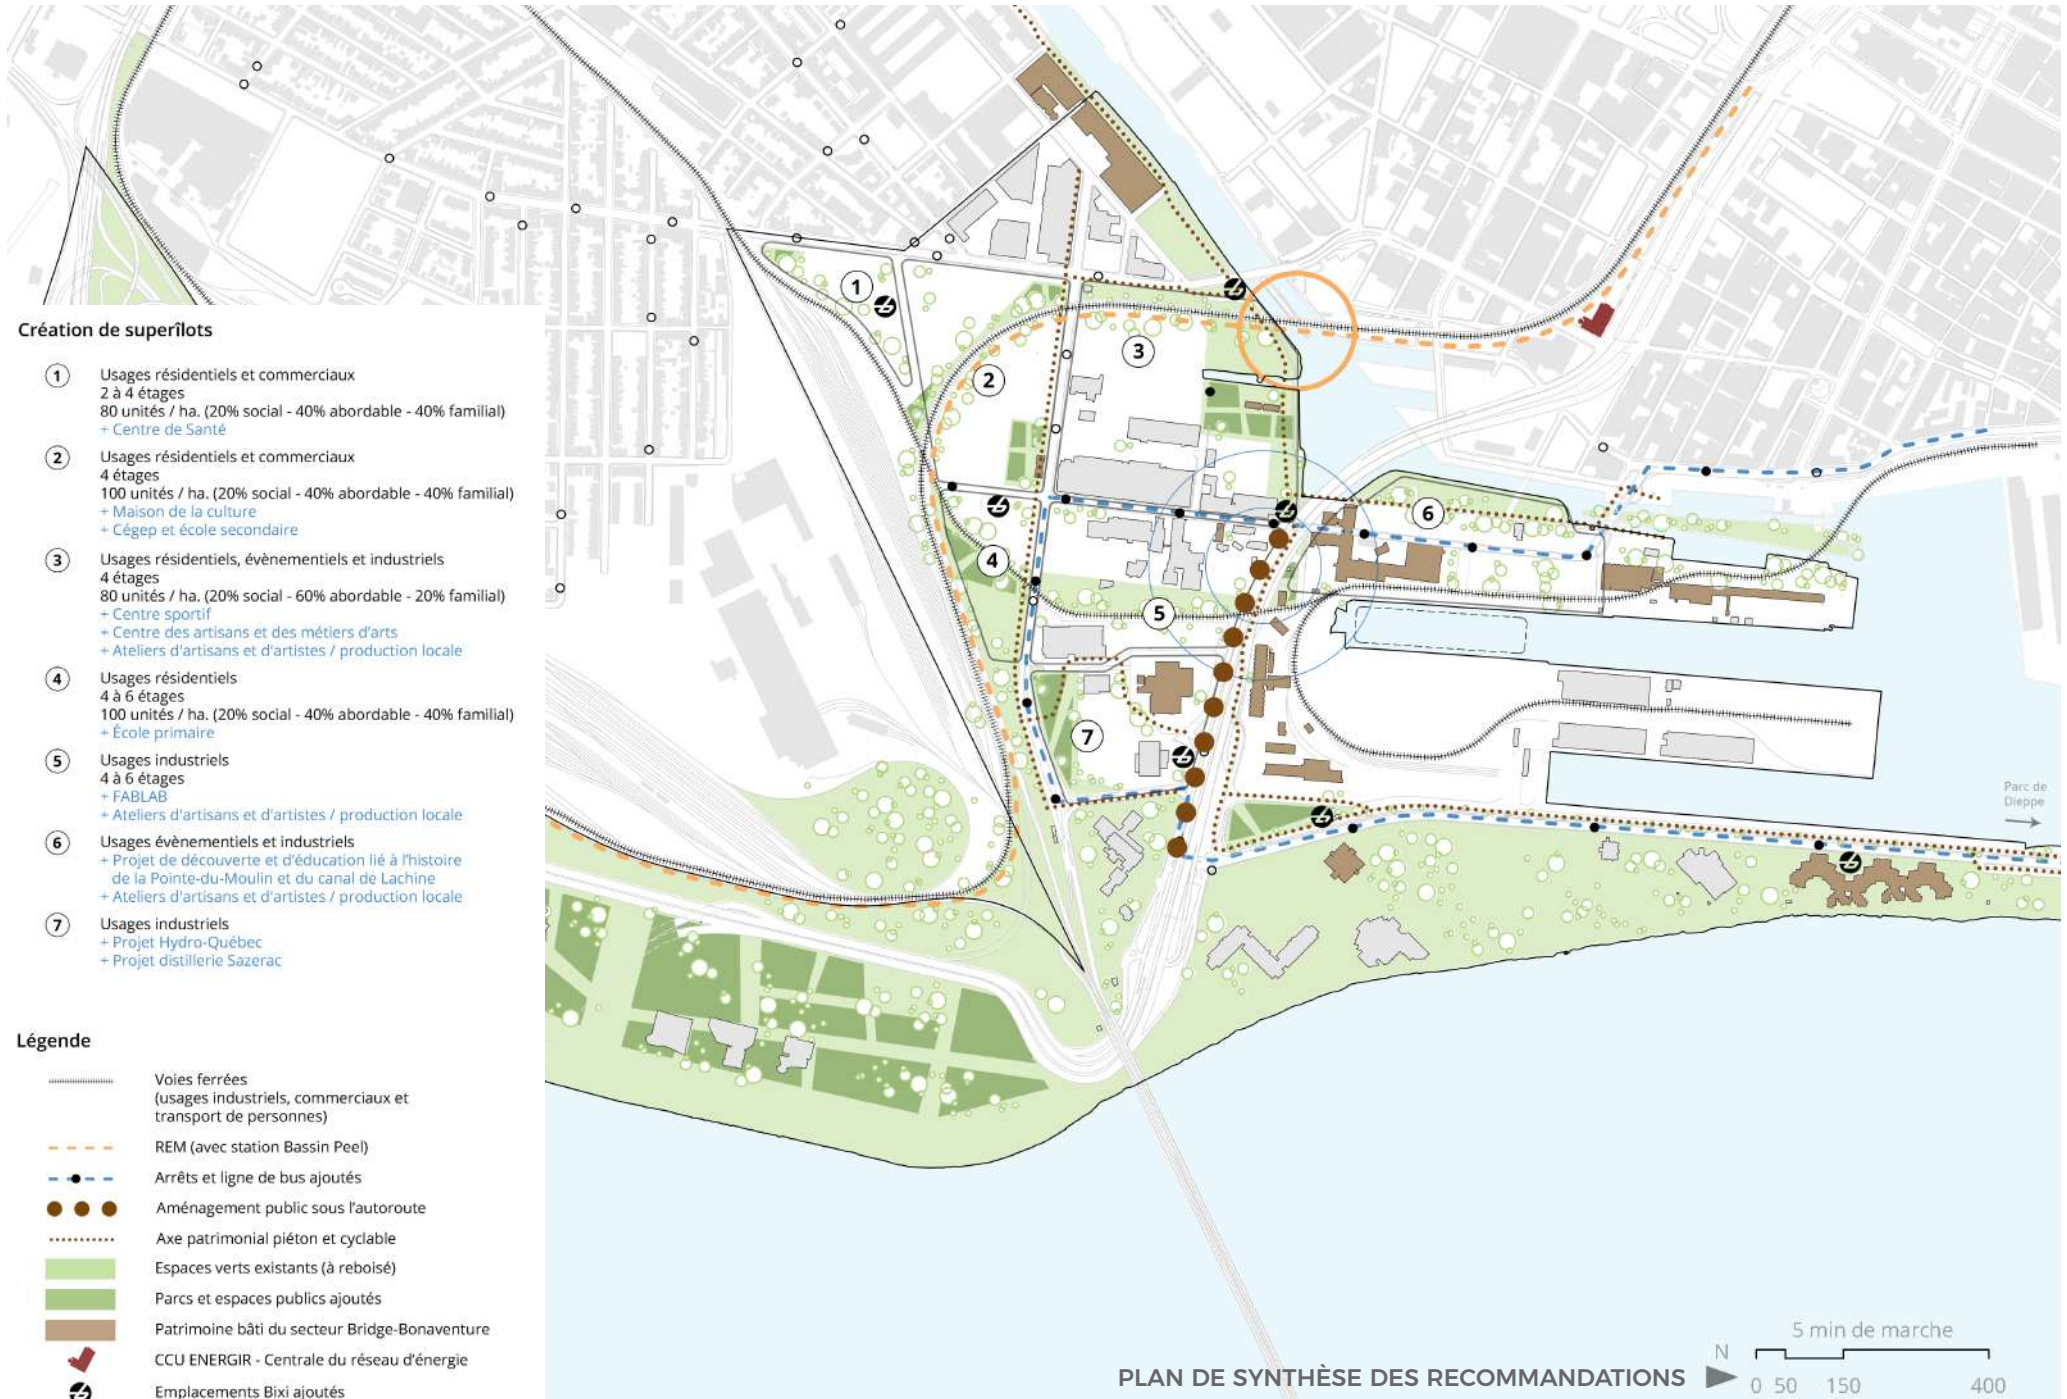 Création de superîlots
1
Usages résidentiels et commerciaux
2 à 4 étages
80 unités / ha. (20% social - 40% abordable - 40% familial)
+ Centre de Santé
2
Usages résidentiels et commerciaux
4 étages
100 unités / ha. (20% social - 40% abordable - 40% familial)
+ Maison de la culture
+ Cégep et école secondaire
3
Usages résidentiels, évènementiels et industriels
4 étages
80 unités / ha. (20% social - 60% abordable - 20% familial)
+ Centre sportif
+ Centre des artisans et des métiers d'arts
+ Ateliers d'artisans et d'artistes / production locale
4
Usages résidentiels
4 à 6 étages
100 unités / ha. (20% social - 40% abordable - 40% familial)
+ École primaire
5
Usages industriels
4 à 6 étages
+ FABLAB
+ Ateliers d'artisans et d'artistes / production locale
6
Usages évènementiels et industriels
+ Projet de découverte et d'éducation lié à l'histoire
de la Pointe-du-Moulin et du canal de Lachine
+ Ateliers d'artisans et d'artistes / production locale
7
Usages industriels
+ Projet Hydro-Québec
+ Projet distillerie Sazerac
Légende
Voies ferrées
(usages industriels, commerciaux et
transport de personnes)
REM (avec station Bassin Peel)
Arrêts et ligne de bus ajoutés
Aménagement public sous l'autoroute
Axe patrimonial piéton et cyclable
Espaces verts existants (à reboisé)
Parcs et espaces publics ajoutés
Patrimoine bâti du secteur Bridge-Bonaventure
CCU ENERGIR - Centrale du réseau d'énergie
Emplacements Bixi ajoutés
1
2
3
4
5
6
7
Parc de
Dieppe
PLAN DE SYNTHÈSE DES RECOMMANDATIONS
N
5 min de marche
0 50 150 400